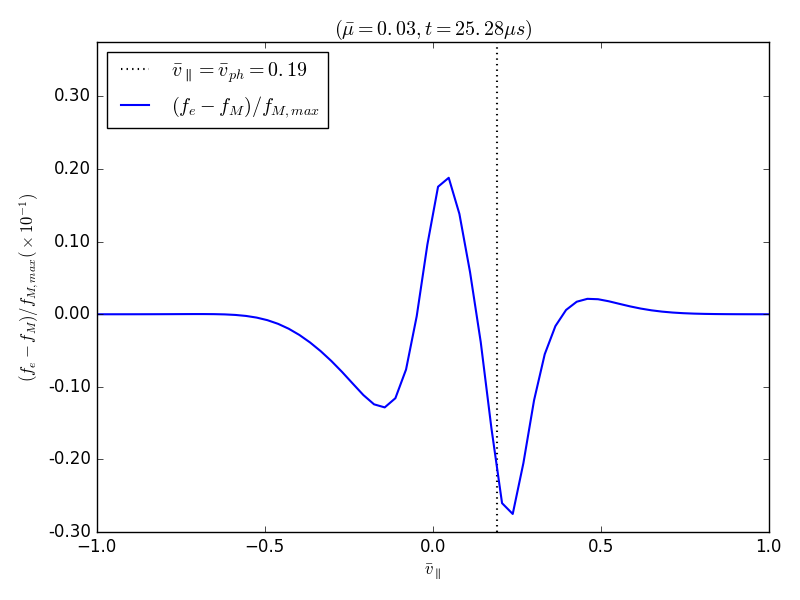 (μ̄ = 0.03, t = 25.28μs)
v̄∥ = v̄ph = 0.19
(fe − fM)/fM,max
0.30
0.20
0.10
0.00
-0.10
-0.20
-0.30
(fe − fM)/fM,max(×10⁻¹)
−1.0 −0.5 0.0 0.5 1.0
v̄∥